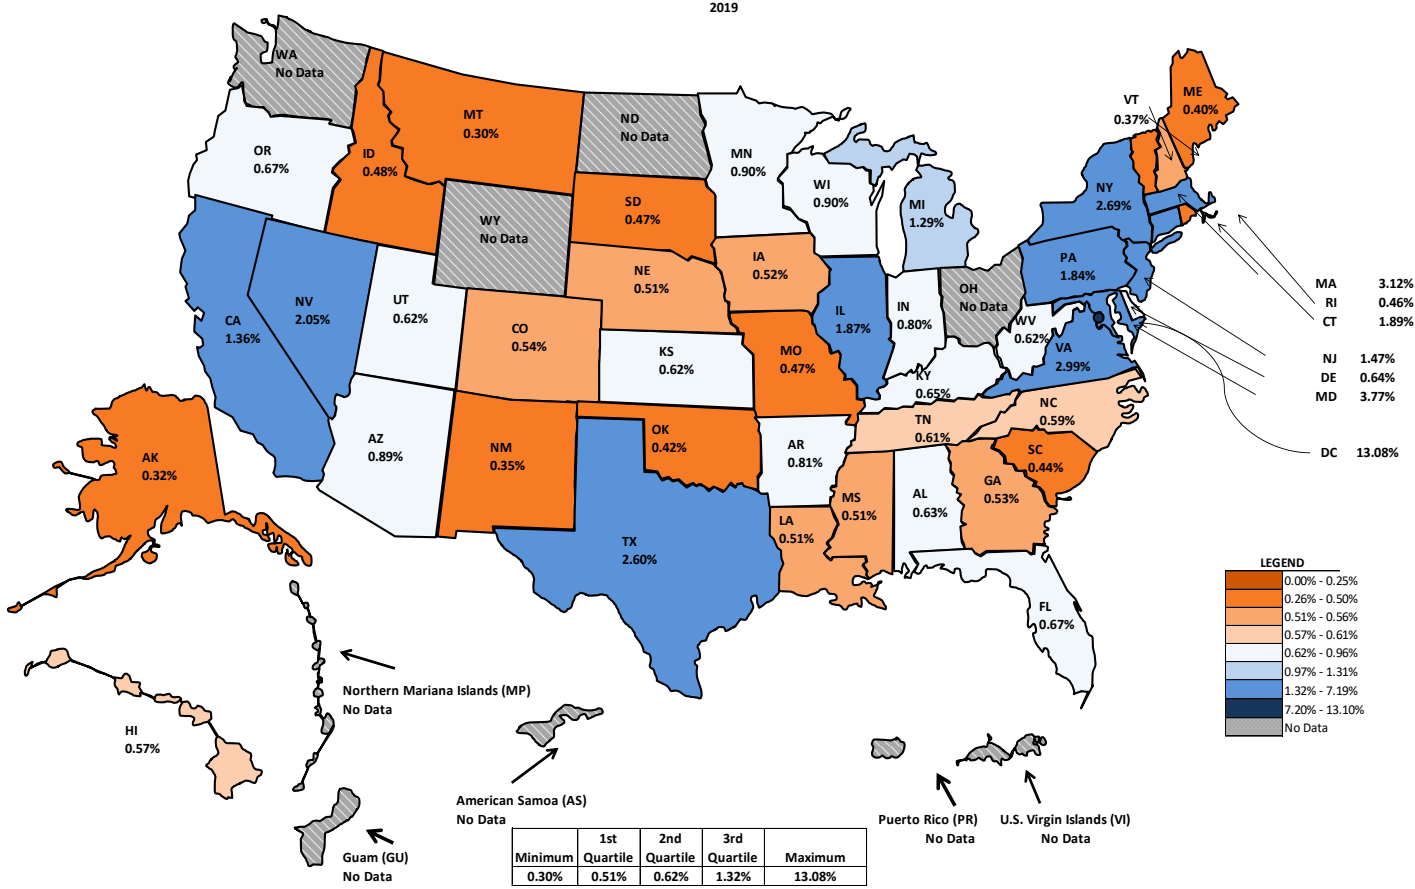 2019
WA
No Data
MT
0.30%
ND
No Data
VT
0.37%
ME
0.40%
OR
0.67%
ID
0.48%
MN
0.90%
WI
0.90%
NY
2.69%
SD
0.47%
MI
1.29%
WY
No Data
IA
0.52%
PA
1.84%
NE
0.51%
MA 3.12%
RI 0.46%
CT 1.89%
NV
2.05%
UT
0.62%
CA
1.36%
CO
0.54%
IL
1.87%
IN
0.80%
OH
No Data
WV
0.62%
VA
2.99%
KS
0.62%
MO
0.47%
NJ 1.47%
DE 0.64%
MD 3.77%
KY
0.65%
NC
0.59%
TN
0.61%
AZ
0.89%
NM
0.35%
OK
0.42%
AR
0.81%
SC
0.44%
DC 13.08%
AK
0.32%
MS
0.51%
AL
0.63%
GA
0.53%
LA
0.51%
TX
2.60%
FL
0.67%
LEGEND
0.00% - 0.25%
0.26% - 0.50%
0.51% - 0.56%
0.57% - 0.61%
0.62% - 0.96%
0.97% - 1.31%
1.32% - 7.19%
7.20% - 13.10%
No Data
Northern Mariana Islands (MP)
No Data
HI
0.57%
American Samoa (AS)
No Data
Puerto Rico (PR)
No Data
U.S. Virgin Islands (VI)
No Data
Guam (GU)
No Data
1st 2nd 3rd
Minimum Quartile Quartile Quartile Maximum
0.30% 0.51% 0.62% 1.32% 13.08%